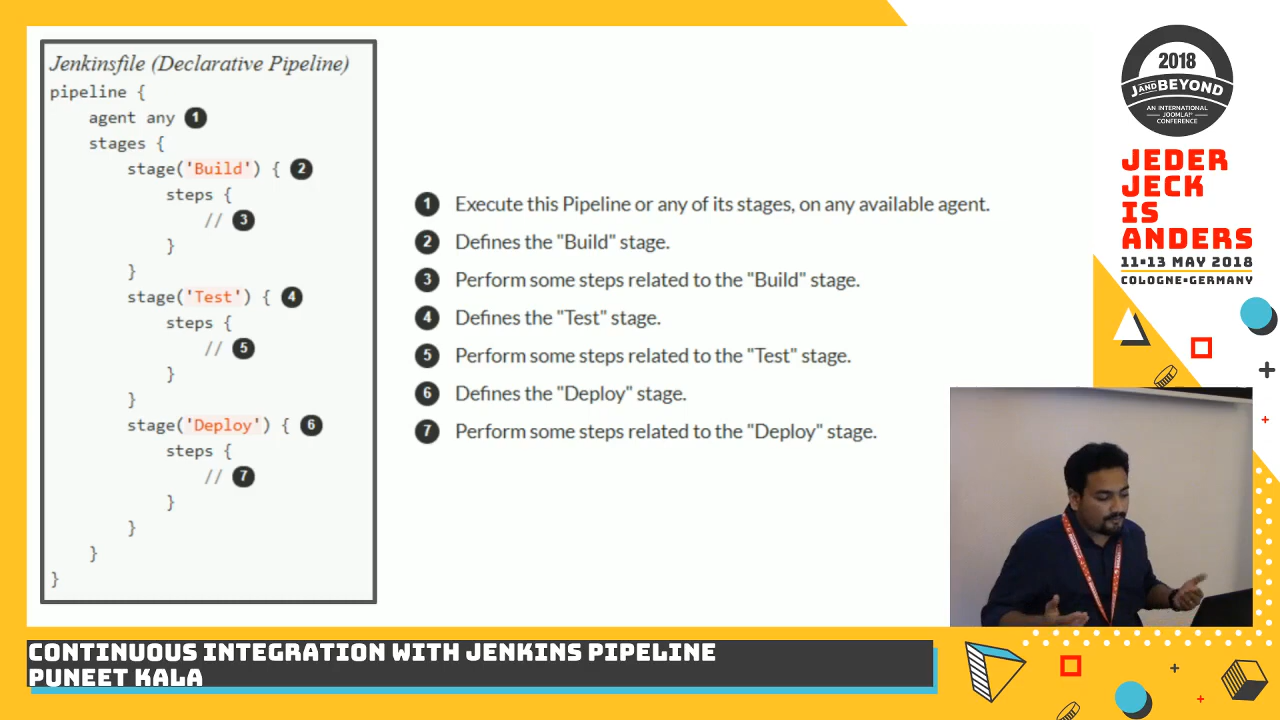 Jenkinsfile (Declarative Pipeline)
pipeline {
    agent any 1
    stages {
        stage('Build') { 2
            steps {
                // 3
            }
        }
        stage('Test') { 4
            steps {
                // 5
            }
        }
        stage('Deploy') { 6
            steps {
                // 7
            }
        }
    }
}
1 Execute this Pipeline or any of its stages, on any available agent.
2 Defines the "Build" stage.
3 Perform some steps related to the "Build" stage.
4 Defines the "Test" stage.
5 Perform some steps related to the "Test" stage.
6 Defines the "Deploy" stage.
7 Perform some steps related to the "Deploy" stage.
2018
J AND BEYOND
AN INTERNATIONAL
JOOMLA!®
CONFERENCE
JEDER
JECK
IS
ANDERS
11-13 MAY 2018
COLOGNE-GERMANY
CONTINUOUS INTEGRATION WITH JENKINS PIPELINE
PUNEET KALA